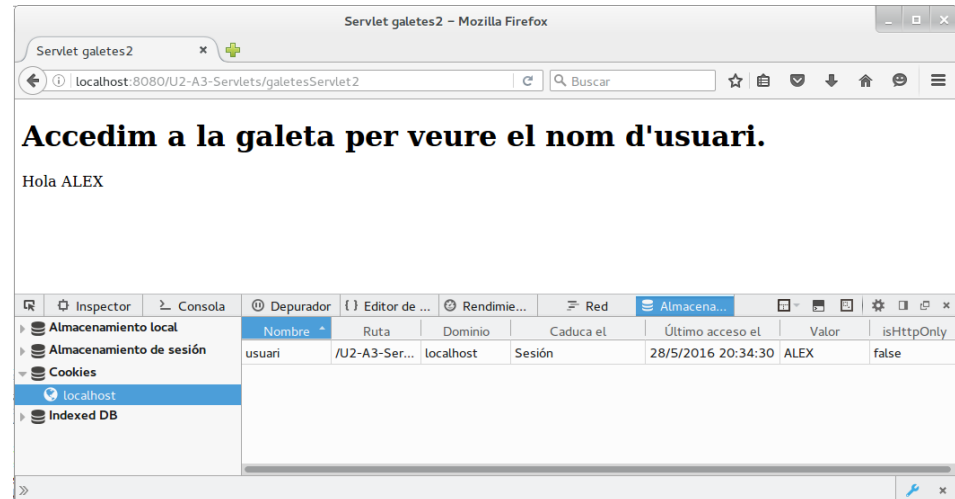 Servlet galetes2 – Mozilla Firefox
Servlet galetes2
localhost:8080/U2-A3-Servlets/galetesServlet2
Buscar
Accedim a la galeta per veure el nom d'usuari.
Hola ALEX
Inspector Consola Depurador Editor de ... Rendimie... Red Almacena...
Almacenamiento local
Almacenamiento de sesión
Cookies
localhost
Indexed DB
Nombre Ruta Dominio Caduca el Último acceso el Valor isHttpOnly
usuari /U2-A3-Ser... localhost Sesión 28/5/2016 20:34:30 ALEX false